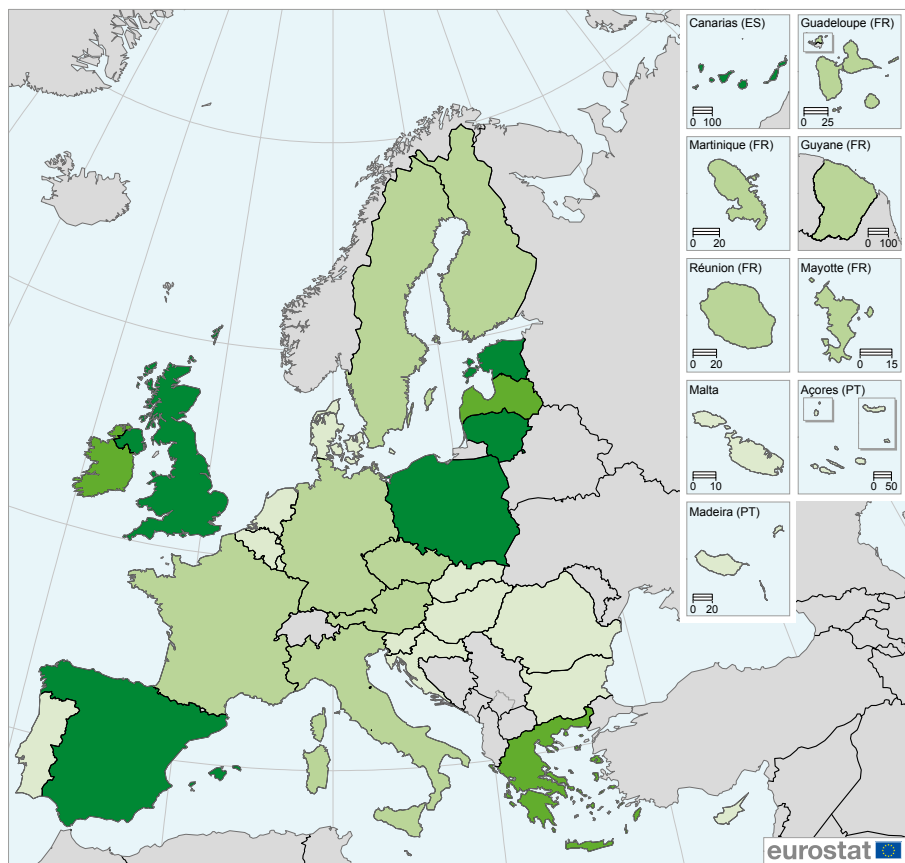 Canarias (ES)
0 100
Guadeloupe (FR)
0 25
Martinique (FR)
0 20
Guyane (FR)
0 100
Réunion (FR)
0 20
Mayotte (FR)
0 15
Malta
0 10
Açores (PT)
0 50
Madeira (PT)
0 20
eurostat